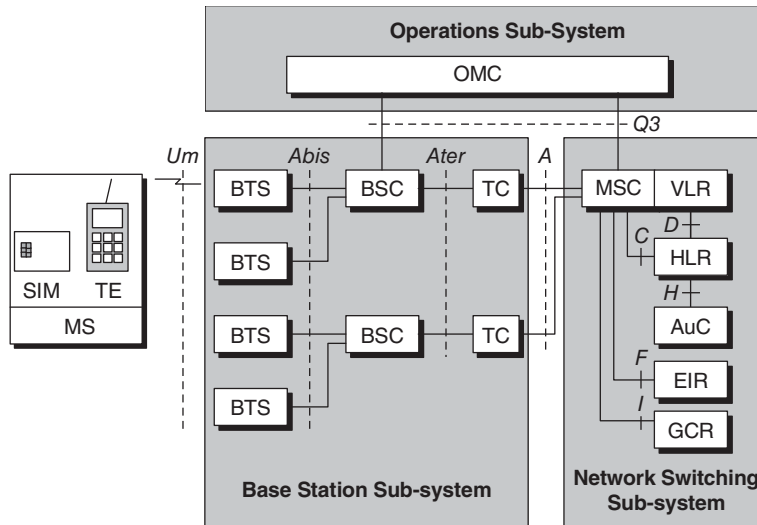 Operations Sub-System
OMC
Q3
Um
Abis
Ater
A
BTS
BSC
TC
MSC
VLR
D
C
BTS
HLR
SIM
TE
H
MS
BTS
BSC
TC
AuC
F
BTS
EIR
I
GCR
Base Station Sub-system
Network Switching
Sub-system